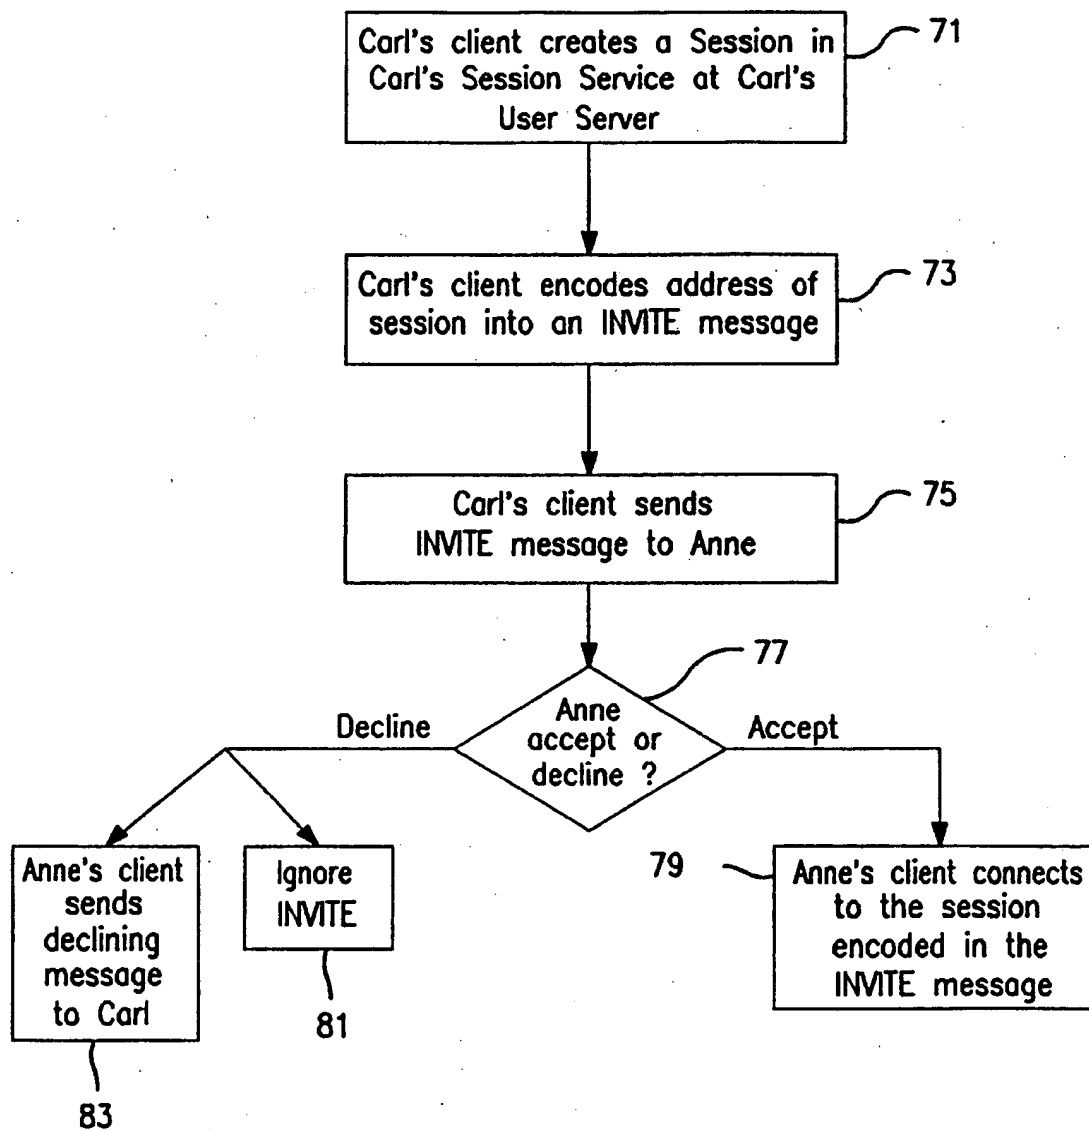 Carl's client creates a Session in
Carl's Session Service at Carl's
User Server
71
Carl's client encodes address of
session into an INVITE message
73
Carl's client sends
INVITE message to Anne
75
77
Anne
accept or
decline ?
Decline
Accept
Anne's client
sends
declining
message
to Carl
83
Ignore
INVITE
81
79
Anne's client connects
to the session
encoded in the
INVITE message